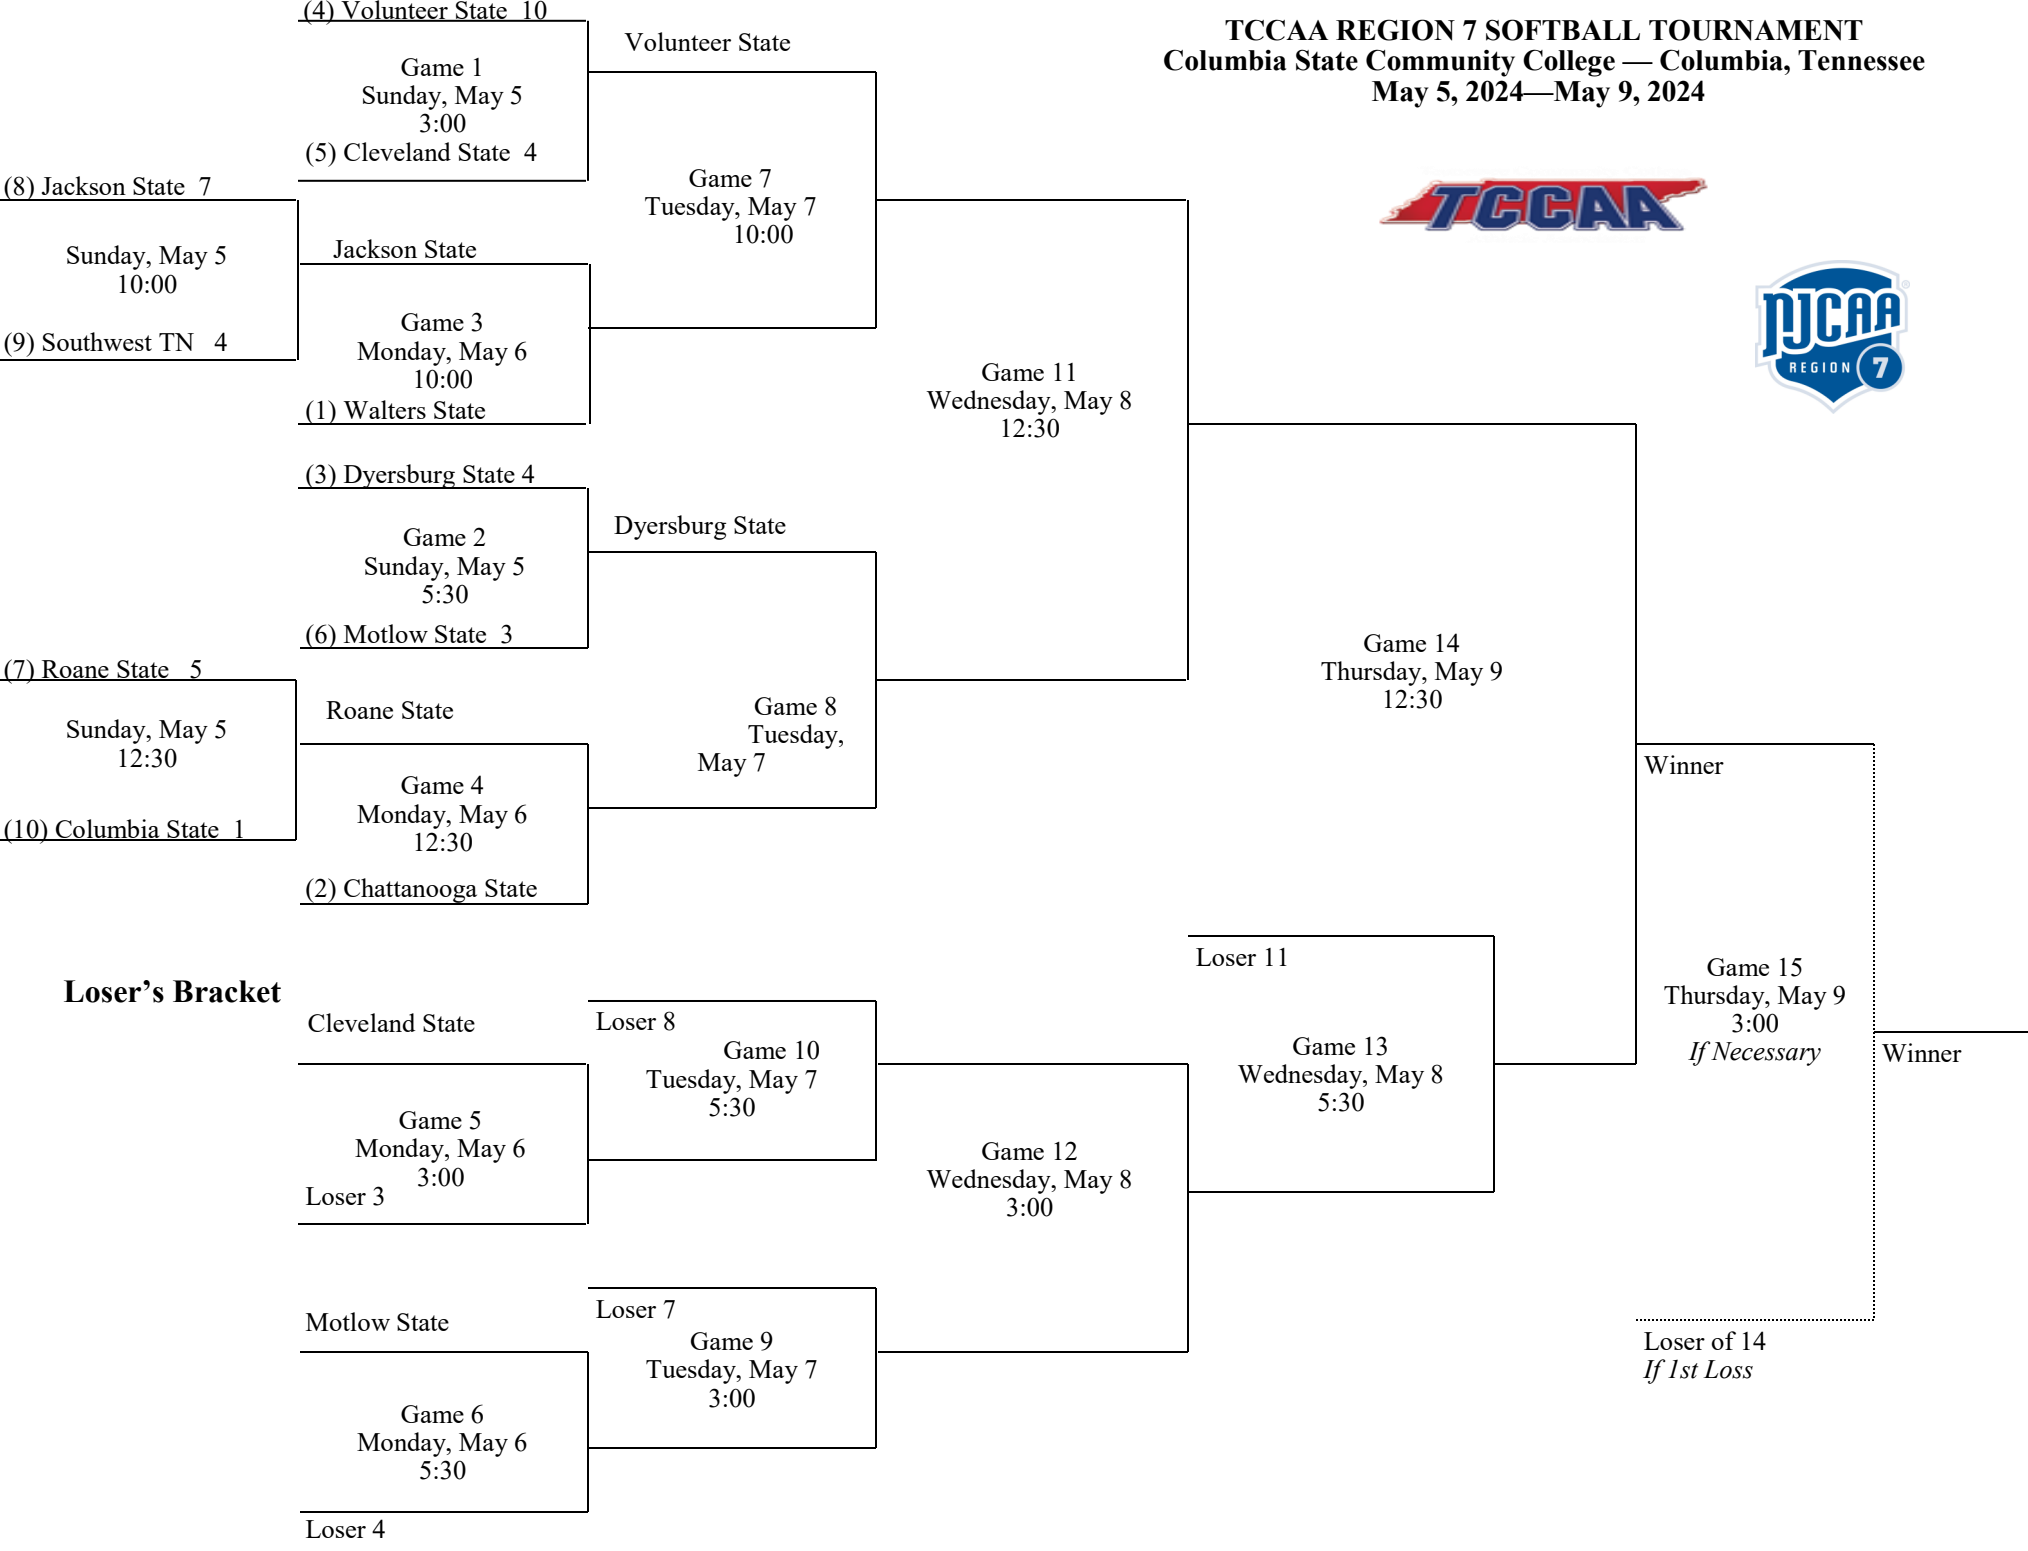 TCCAA REGION 7 SOFTBALL TOURNAMENT
Columbia State Community College — Columbia, Tennessee
May 5, 2024—May 9, 2024
TCCAA
NJCAA
®
REGION 7
(4) Volunteer State 10
Game 1
Sunday, May 5
3:00
(5) Cleveland State 4
Volunteer State
(8) Jackson State 7
Sunday, May 5
10:00
(9) Southwest TN 4
Jackson State
Game 3
Monday, May 6
10:00
(1) Walters State
Game 7
Tuesday, May 7
10:00
(3) Dyersburg State 4
Game 2
Sunday, May 5
5:30
(6) Motlow State 3
Dyersburg State
(7) Roane State 5
Sunday, May 5
12:30
(10) Columbia State 1
Roane State
Game 4
Monday, May 6
12:30
(2) Chattanooga State
Game 8
Tuesday,
May 7
Game 11
Wednesday, May 8
12:30
Game 14
Thursday, May 9
12:30
Winner
Loser’s Bracket
Cleveland State
Game 5
Monday, May 6
3:00
Loser 3
Loser 8
Game 10
Tuesday, May 7
5:30
Motlow State
Game 6
Monday, May 6
5:30
Loser 4
Loser 7
Game 9
Tuesday, May 7
3:00
Game 12
Wednesday, May 8
3:00
Loser 11
Game 13
Wednesday, May 8
5:30
Game 15
Thursday, May 9
3:00
If Necessary
Winner
Loser of 14
If 1st Loss